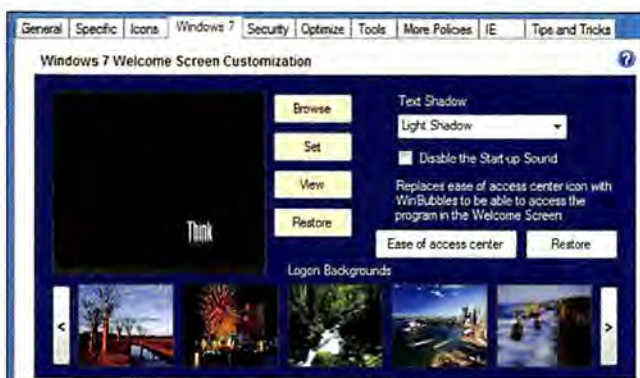 General Specific Icons Windows 7 Security Optimize Tools More Policies IE Tips and Tricks
Windows 7 Welcome Screen Customization
?
Browse
Set
View
Restore
Think
Text Shadow
Light Shadow
Disable the Start-up Sound
Replaces ease of access center icon with
WinBubbles to be able to access the
program in the Welcome Screen
Ease of access center Restore
Logon Backgrounds
< >